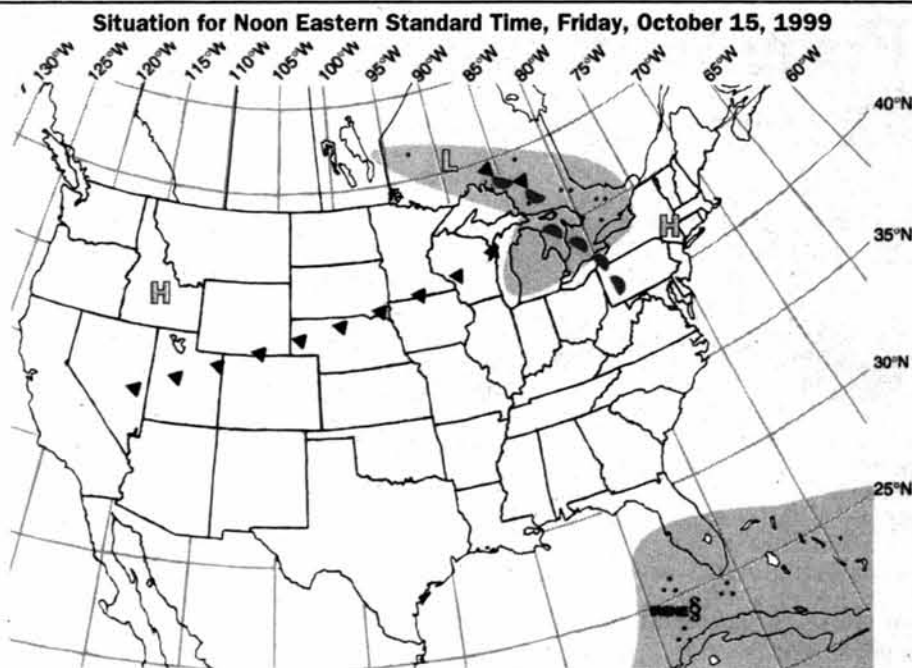 Situation for Noon Eastern Standard Time, Friday, October 15, 1999
130°W
125°W
120°W
115°W
110°W
105°W
100°W
95°W
90°W
85°W
80°W
75°W
70°W
65°W
60°W
40°N
L
H
35°N
H
30°N
25°N
IRENE